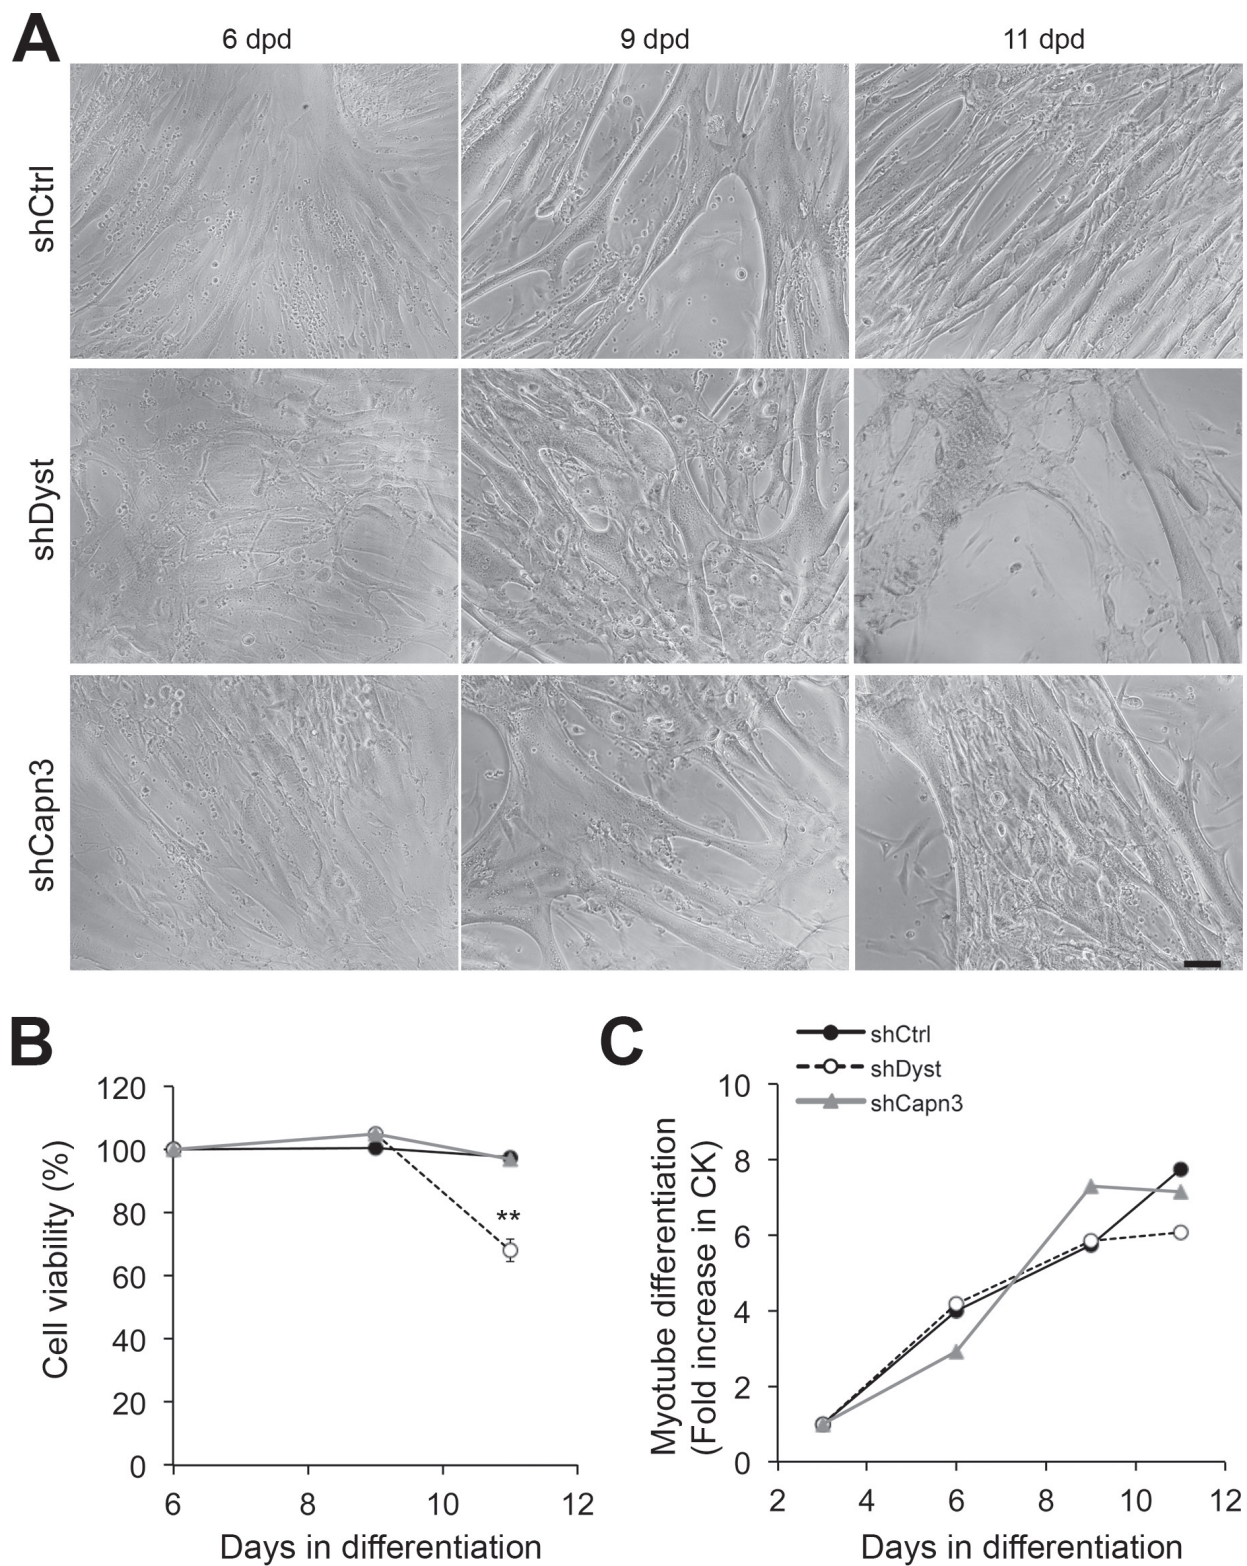 A
6 dpd
9 dpd
11 dpd
shCtrl
shDyst
shCapn3
B
120
100
80
60
40
20
0
6
8
10
12
Cell viability (%)
Days in differentiation
**
C
shCtrl
shDyst
shCapn3
10
8
6
4
2
0
2
4
6
8
10
12
Myotube differentiation
(Fold increase in CK)
Days in differentiation